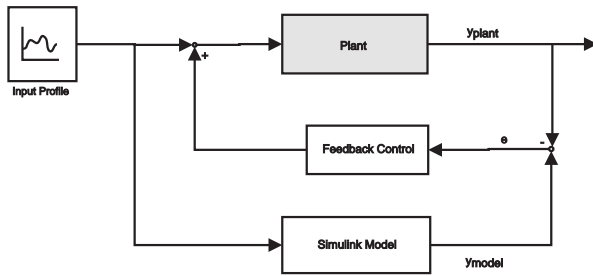 yplant
Plant
+
Input Profile
e
-
Feedback Control
Simulink Model
ymodel